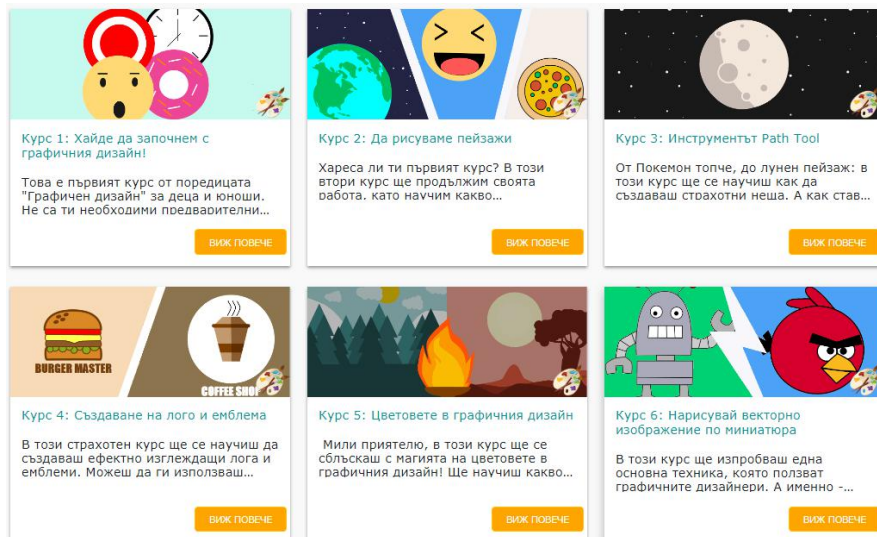 Курс 1: Хайде да започнем с
графичния дизайн!
Това е първият курс от поредицата
"Графичен дизайн" за деца и юноши.
Не са ти необходими предварителни...
ВИЖ ПОВЕЧЕ
Курс 2: Да рисуваме пейзажи
Хареса ли ти първият курс? В този
втори курс ще продължим своята
работа, като научим какво...
ВИЖ ПОВЕЧЕ
Курс 3: Инструментът Path Tool
От Покемон топче, до лунен пейзаж: в
този курс ще се научиш как да
създаваш страхотни неща. А как став...
ВИЖ ПОВЕЧЕ
BURGER MASTER
COFFEE SHOP
Курс 4: Създаване на лого и емблема
В този страхотен курс ще се научиш да
създаваш ефектно изглеждащи лога и
емблеми. Можеш да ги използваш...
ВИЖ ПОВЕЧЕ
Курс 5: Цветовете в графичния дизайн
Мили приятелю, в този курс ще се
сблъскаш с магията на цветовете в
графичния дизайн! Ще научиш какво...
ВИЖ ПОВЕЧЕ
Курс 6: Нарисувай векторно
изображение по миниатюра
В този курс ще изпробваш една
основна техника, която ползват
графичните дизайнери. А именно -...
ВИЖ ПОВЕЧЕ